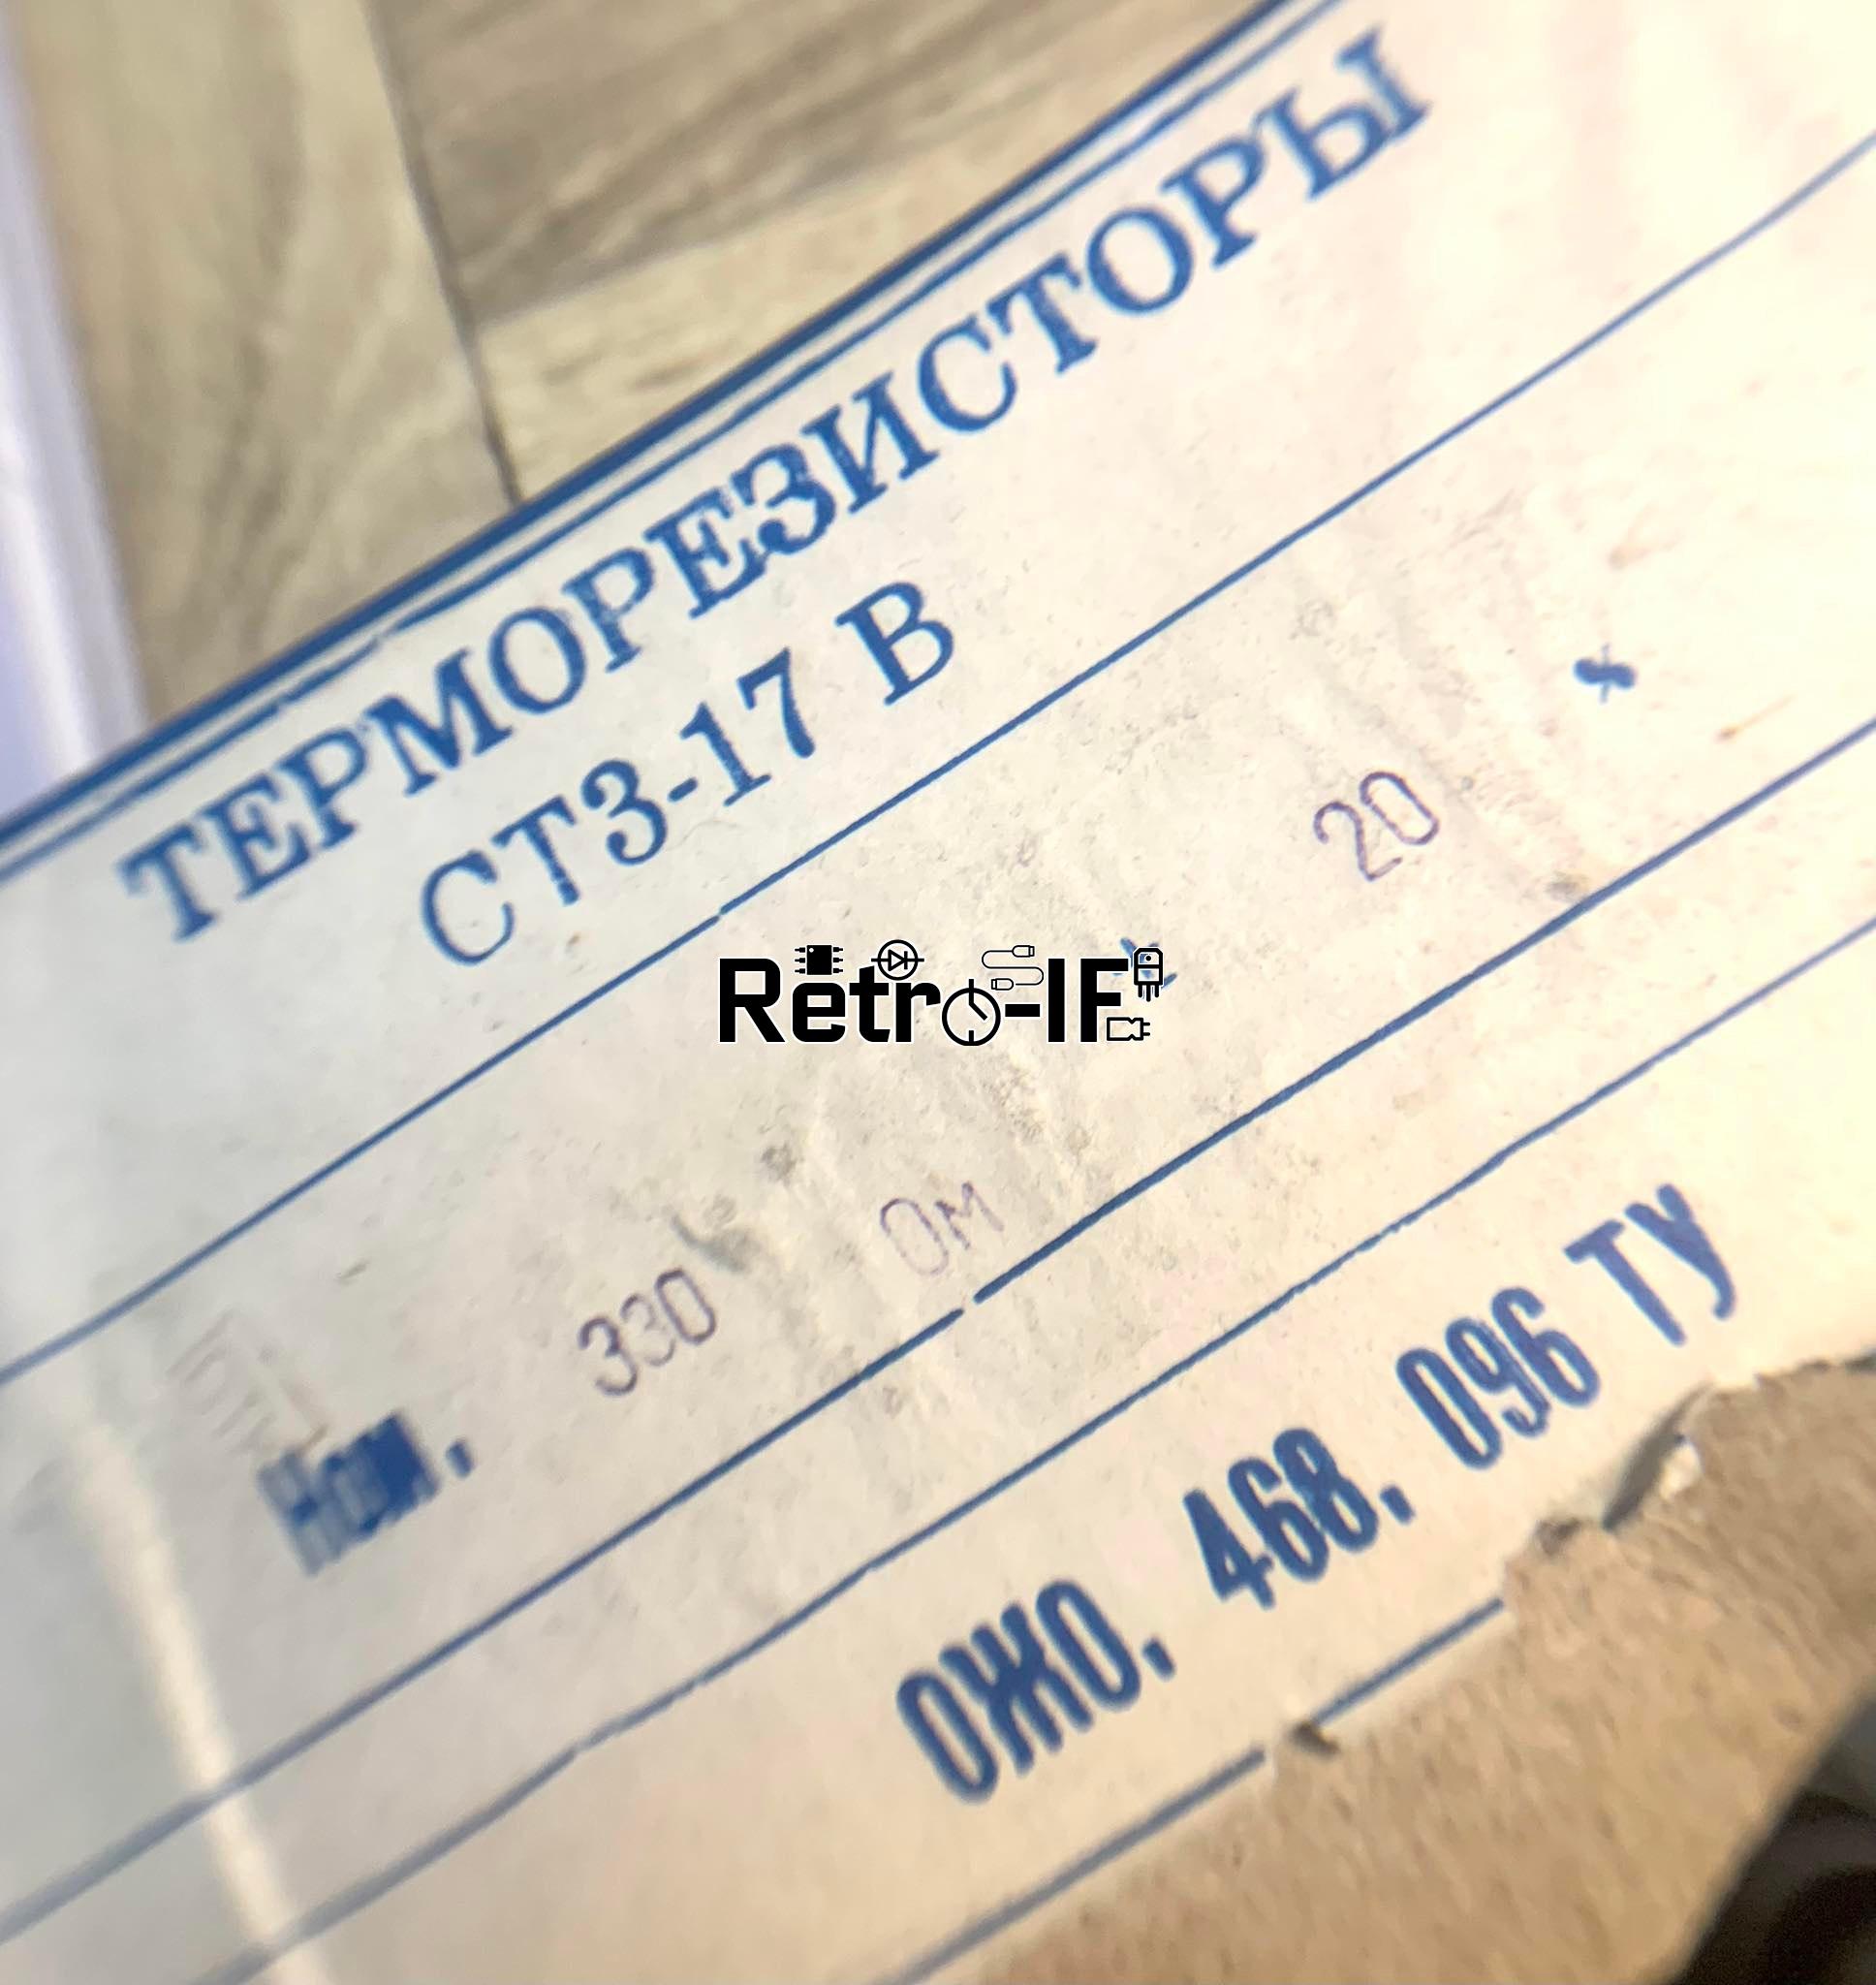 ТЕРМОРЕЗИСТОРЫ
СТ3-17 В
Retro-IF
Ном. 330 Ом 20 %
ОЖО. 468. 096 ТУ